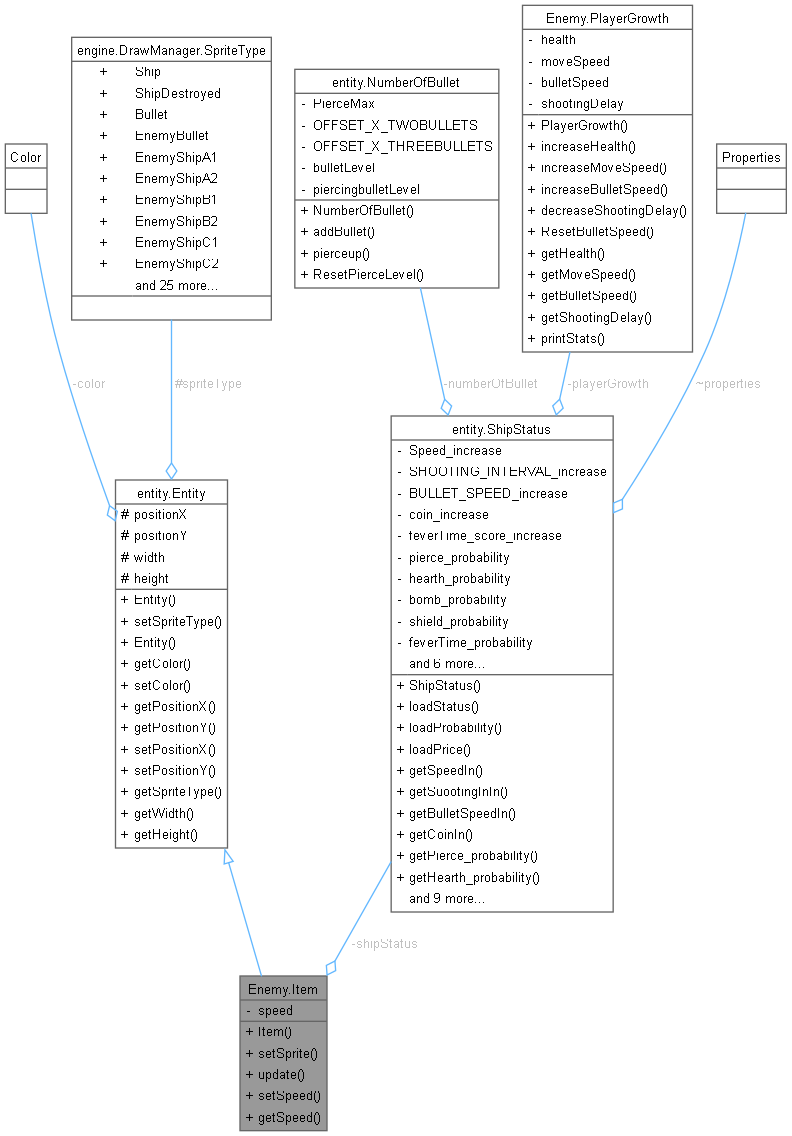 Enemy.PlayerGrowth
- health
- moveSpeed
- bulletSpeed
- shootingDelay
+ PlayerGrowth()
+ increaseHealth()
+ increaseMoveSpeed()
+ increaseBulletSpeed()
+ decreaseShootingDelay()
+ ResetBulletSpeed()
+ getHealth()
+ getMoveSpeed()
+ getBulletSpeed()
+ getShootingDelay()
+ printStats()
engine.DrawManager.SpriteType
+ Ship
+ ShipDestroyed
+ Bullet
+ EnemyBullet
+ EnemyShipA1
+ EnemyShipA2
+ EnemyShipB1
+ EnemyShipB2
+ EnemyShipC1
+ EnemyShipC2
and 25 more...
entity.NumberOfBullet
- PierceMax
- OFFSET_X_TWOBULLETS
- OFFSET_X_THREEBULLETS
- bulletLevel
- piercingbulletLevel
+ NumberOfBullet()
+ addBullet()
+ pierceup()
+ ResetPierceLevel()
Color
Properties
-color
#spriteType
-numberOfBullet
-playerGrowth
~properties
entity.ShipStatus
- Speed_increase
- SHOOTING_INTERVAL_increase
- BULLET_SPEED_increase
- coin_increase
- feverTime_score_increase
- pierce_probability
- hearth_probability
- bomb_probability
- shield_probability
- feverTime_probability
and 6 more...
+ ShipStatus()
+ loadStatus()
+ loadProbability()
+ loadPrice()
+ getSpeedIn()
+ getSuootingInIn()
+ getBulletSpeedIn()
+ getCoinIn()
+ getPierce_probability()
+ getHearth_probability()
and 9 more...
entity.Entity
# positionX
# positionY
# width
# height
+ Entity()
+ setSpriteType()
+ Entity()
+ getColor()
+ setColor()
+ getPositionX()
+ getPositionY()
+ setPositionX()
+ setPositionY()
+ getSpriteType()
+ getWidth()
+ getHeight()
-shipStatus
Enemy.Item
- speed
+ Item()
+ setSprite()
+ update()
+ setSpeed()
+ getSpeed()